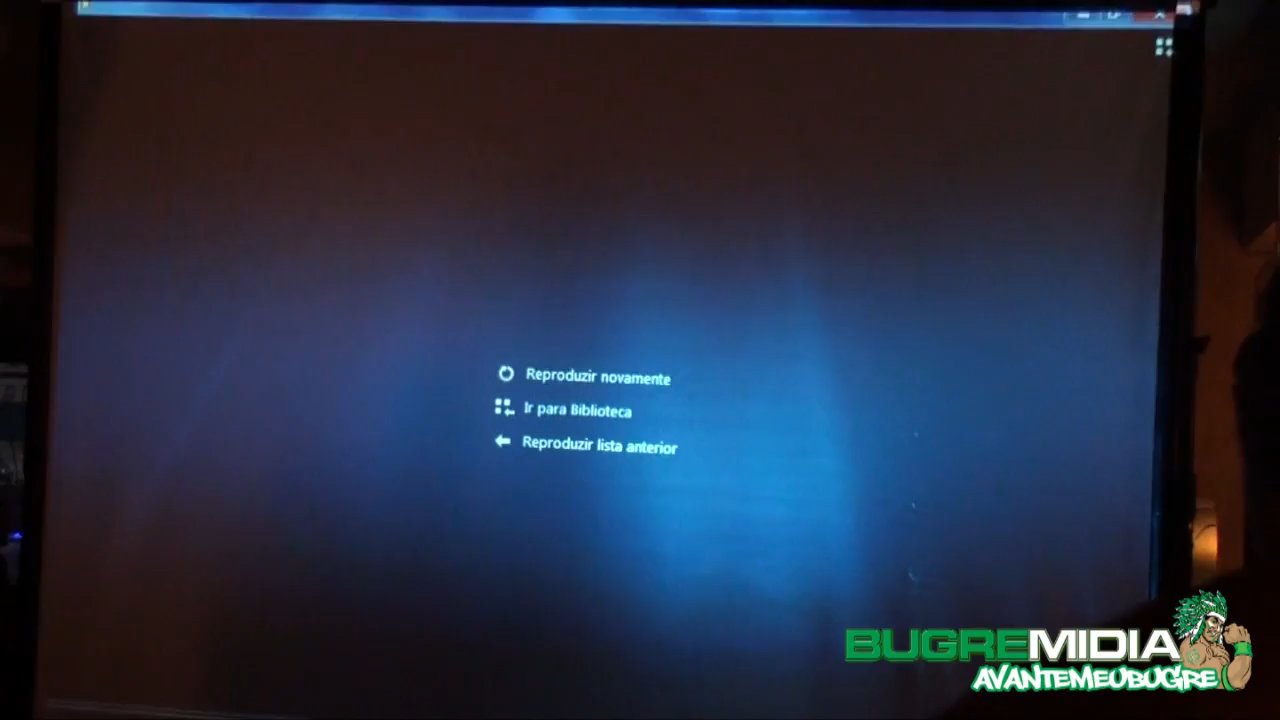 Reproduzir novamente
Ir para Biblioteca
Reproduzir lista anterior
BUGREMIDIA
AVANTEMEUBUGRE